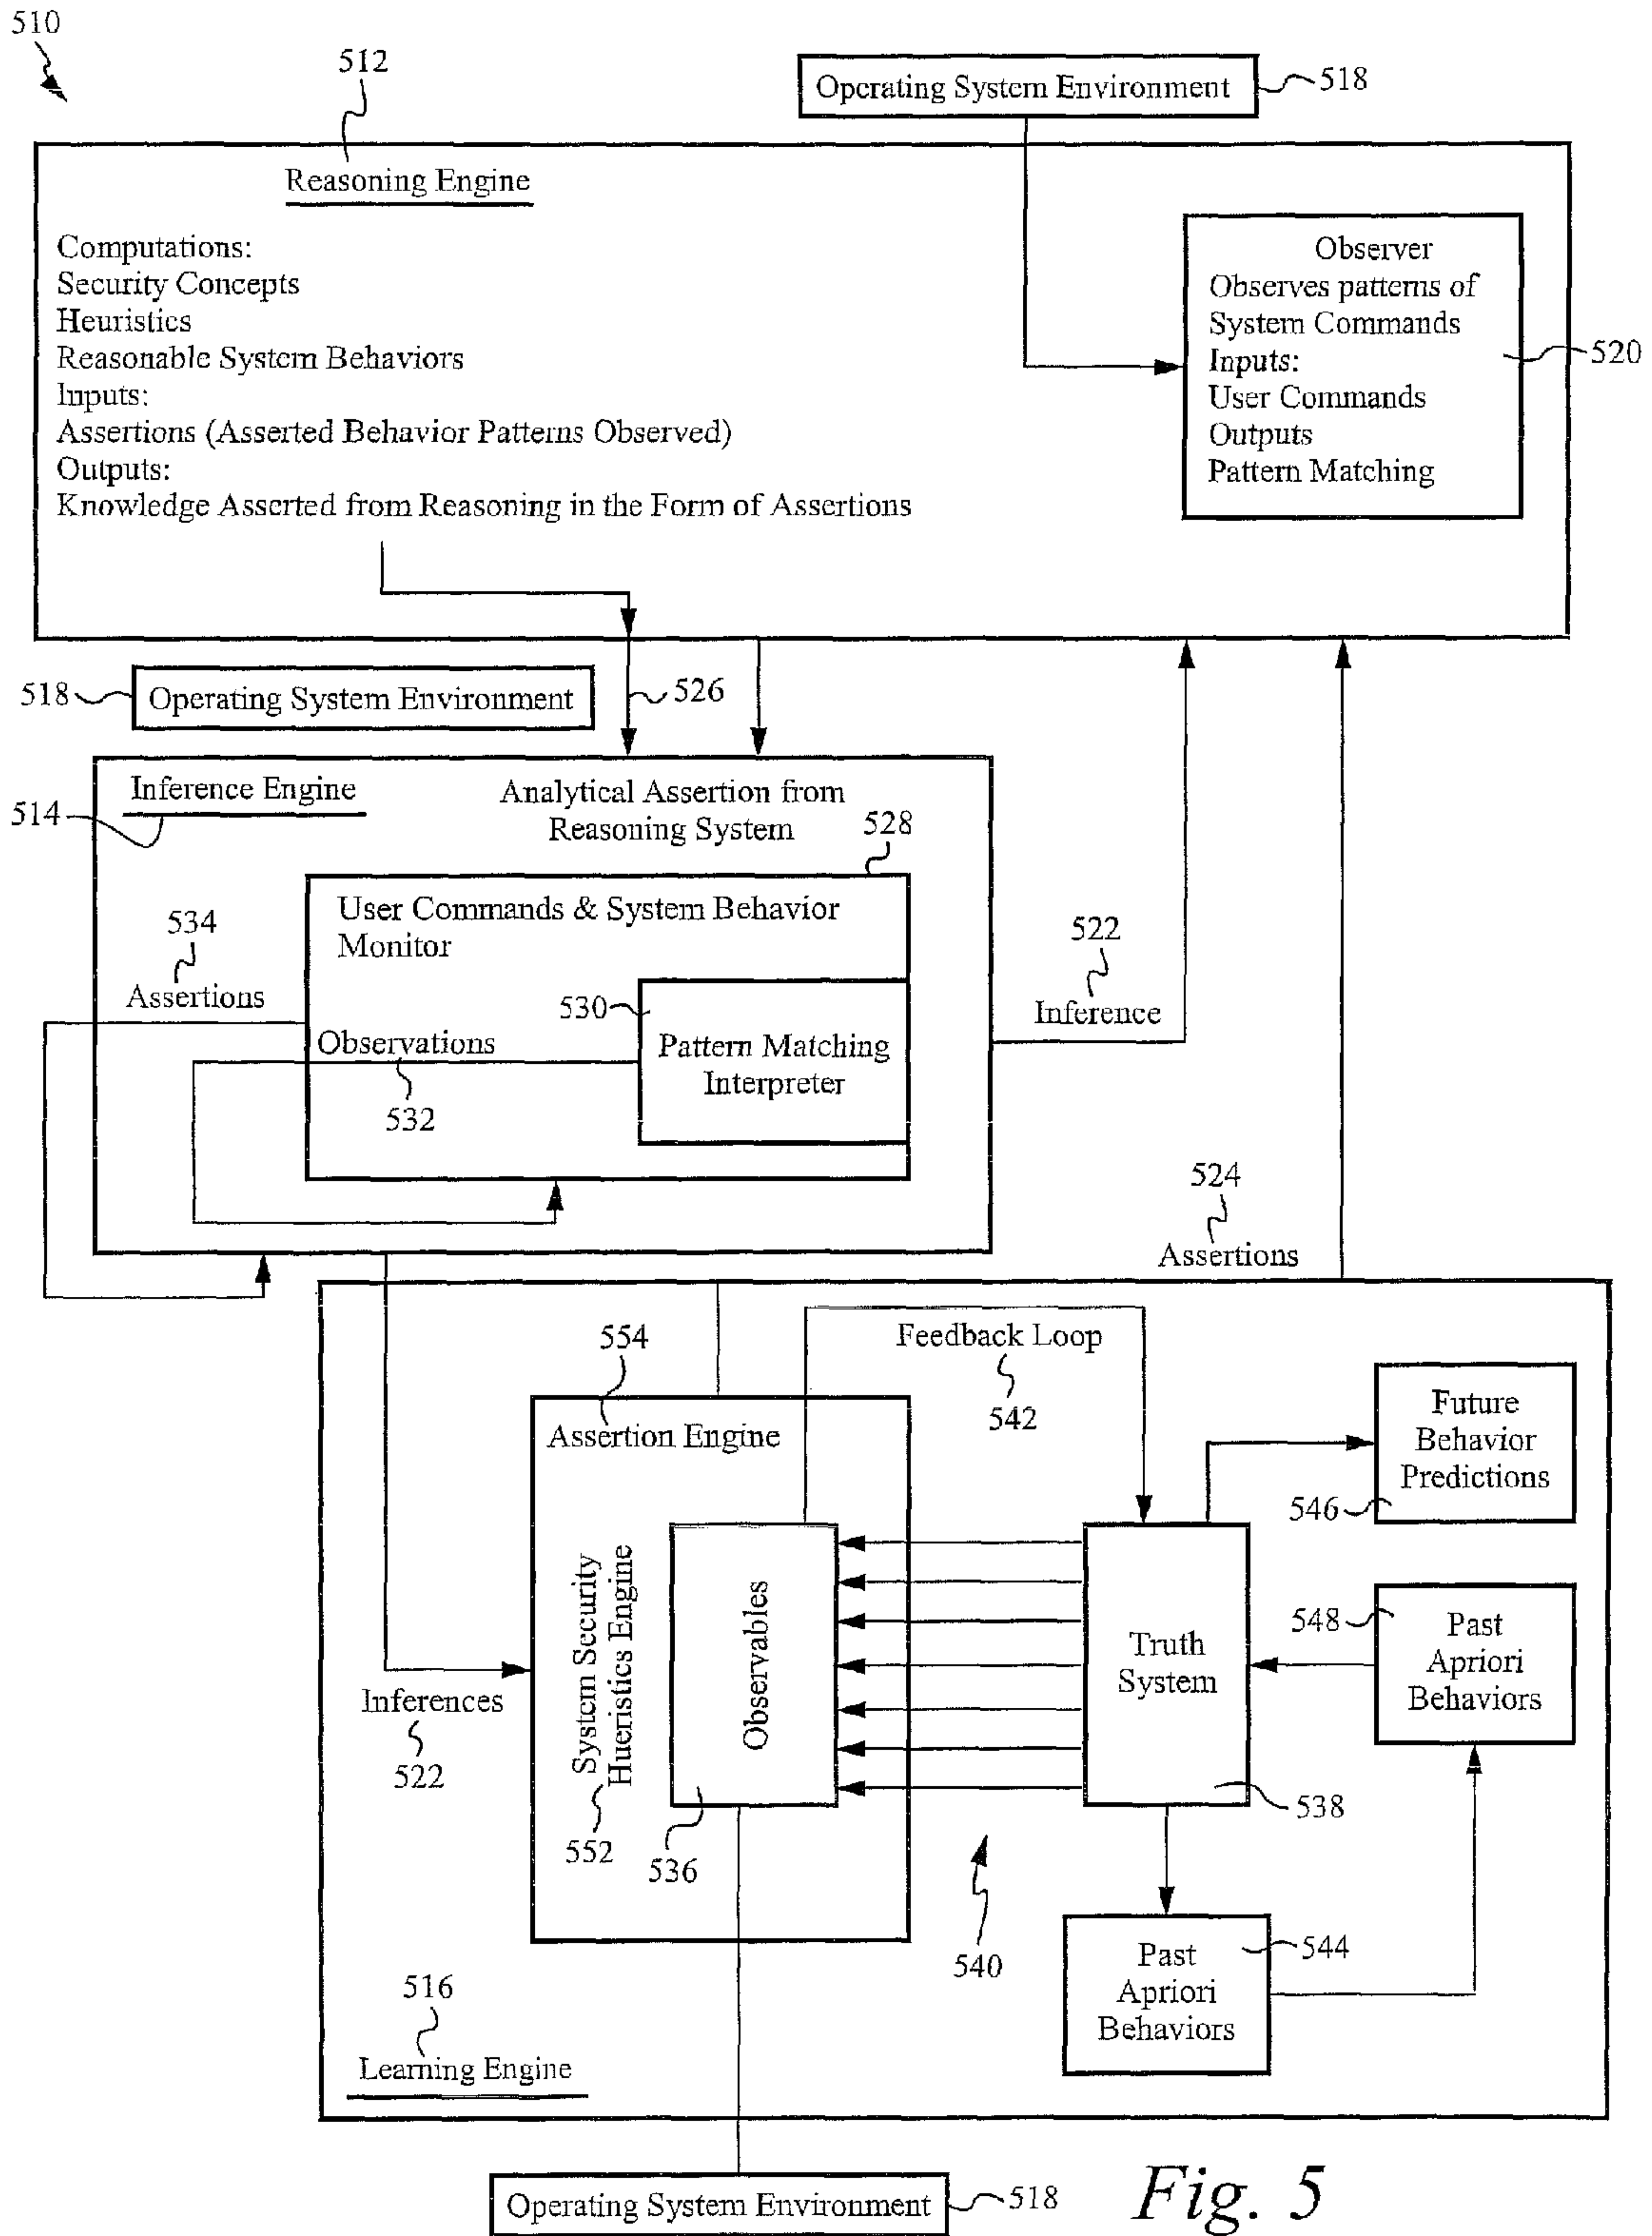 510
512
Operating System Environment
518
Reasoning Engine
Computations:
Security Concepts
Heuristics
Reasonable System Behaviors
Inputs:
Assertions (Asserted Behavior Patterns Observed)
Outputs:
Knowledge Asserted from Reasoning in the Form of Assertions
Observer
Observes patterns of
System Commands
Inputs:
User Commands
Outputs
Pattern Matching
520
518
Operating System Environment
526
Inference Engine
514
Analytical Assertion from
Reasoning System
528
User Commands & System Behavior
Monitor
534
Assertions
530
Observations
532
Pattern Matching
Interpreter
522
Inference
524
Assertions
554
Assertion Engine
Feedback Loop
542
Future
Behavior
Predictions
546
System Security
Hueristics Engine
552
Observables
536
Truth
System
538
548
Past
Apriori
Behaviors
Inferences
522
540
Past
Apriori
Behaviors
544
516
Learning Engine
Operating System Environment
518
Fig. 5